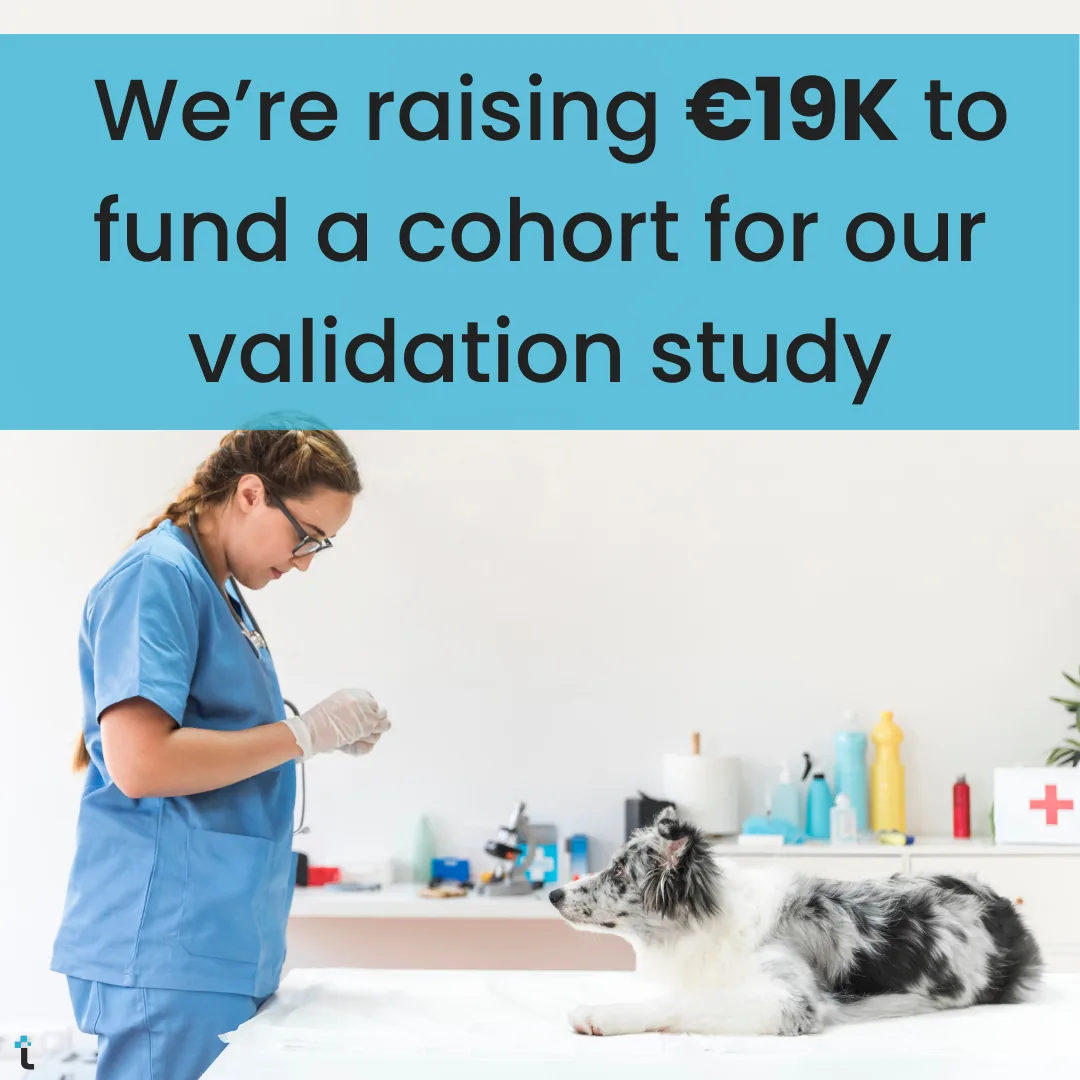 We’re raising €19K to
fund a cohort for our
validation study